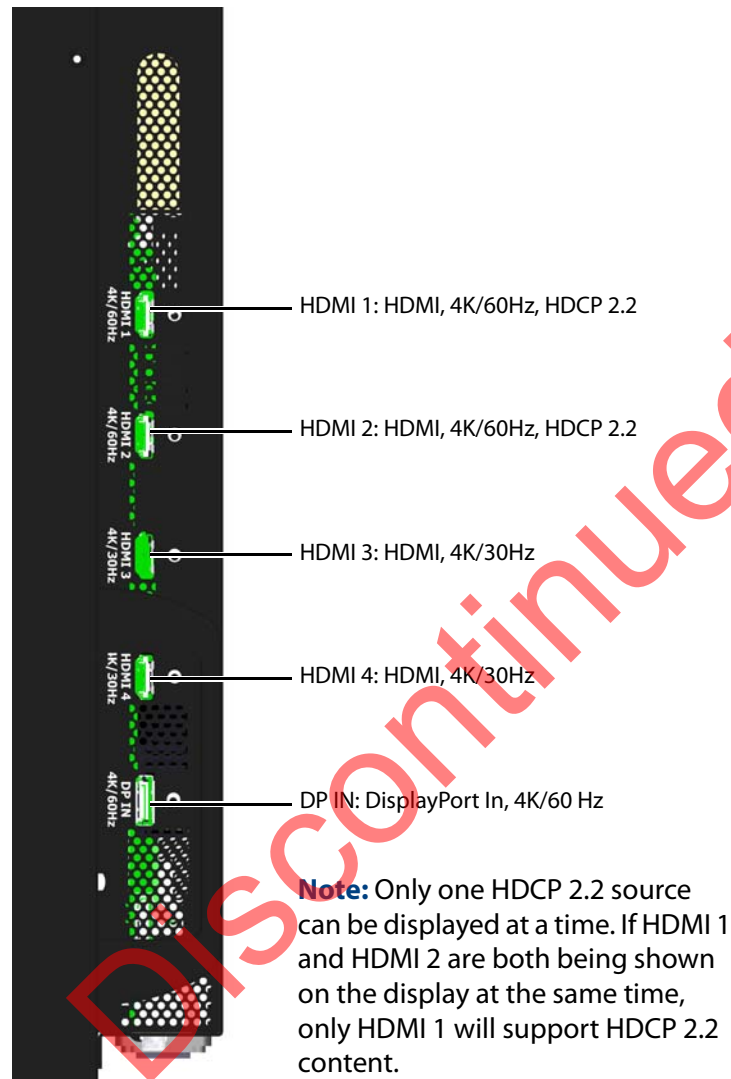 HDMI 1
4K/60Hz
HDMI 1: HDMI, 4K/60Hz, HDCP 2.2
HDMI 2
4K/60Hz
HDMI 2: HDMI, 4K/60Hz, HDCP 2.2
HDMI 3
4K/30Hz
HDMI 3: HDMI, 4K/30Hz
HDMI 4
4K/30Hz
HDMI 4: HDMI, 4K/30Hz
DP IN
4K/60Hz
DP IN: DisplayPort In, 4K/60 Hz
Note: Only one HDCP 2.2 source
can be displayed at a time. If HDMI 1
and HDMI 2 are both being shown
on the display at the same time,
only HDMI 1 will support HDCP 2.2
content.
Discontinued